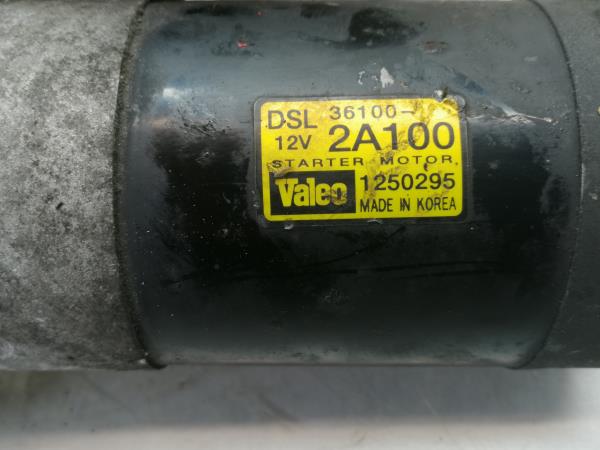 DSL 36100-
12V 2A100
STARTER MOTOR.
Valeo 1250295
MADE IN KOREA